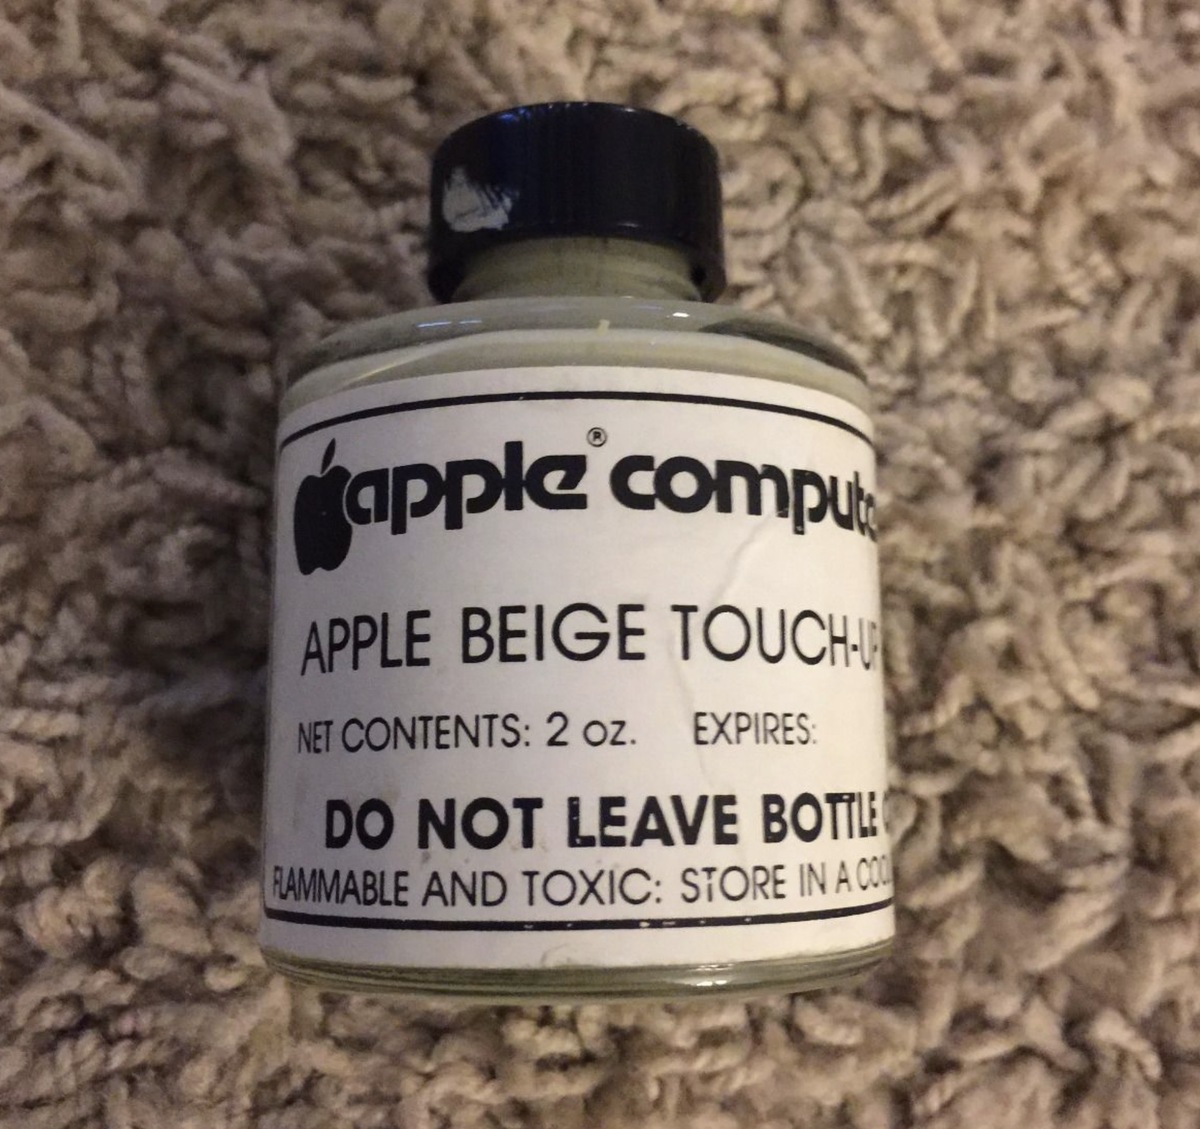 apple® compute
APPLE BEIGE TOUCH-UP
NET CONTENTS: 2 oz. EXPIRES:
DO NOT LEAVE BOTTLE
FLAMMABLE AND TOXIC: STORE IN A COOL